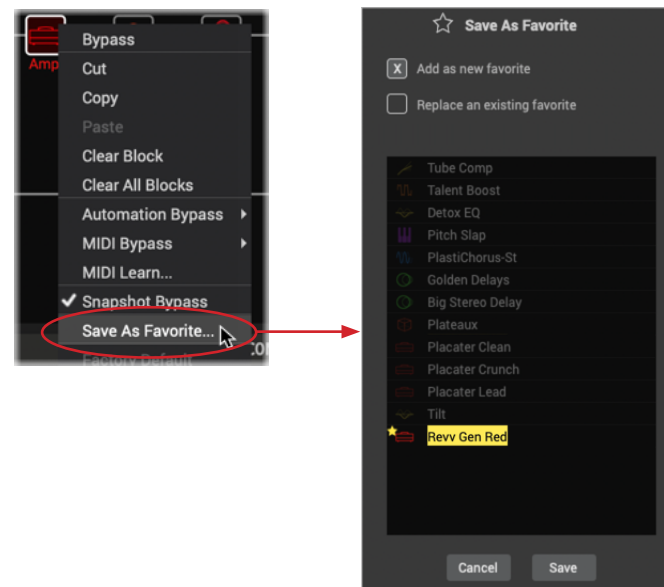 Amp
Bypass
Cut
Copy
Paste
Clear Block
Clear All Blocks
Automation Bypass
MIDI Bypass
MIDI Learn...
Snapshot Bypass
Save As Favorite...
Factory Default
Save As Favorite
X Add as new favorite
Replace an existing favorite
Tube Comp
Talent Boost
Detox EQ
Pitch Slap
PlastiChorus-St
Golden Delays
Big Stereo Delay
Plateaux
Placater Clean
Placater Crunch
Placater Lead
Tilt
Revv Gen Red
Cancel Save